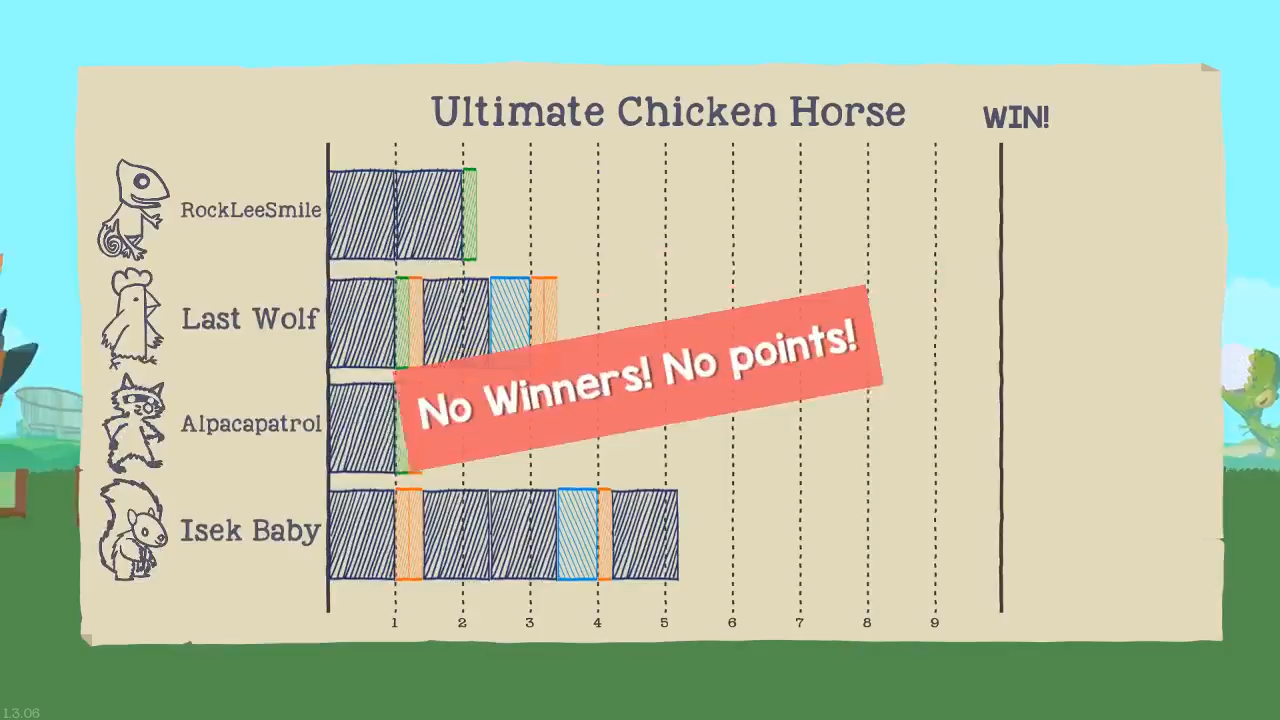 Ultimate Chicken Horse
WIN!
RockLeeSmile
Last Wolf
No Winners! No points!
Alpacapatrol
Isek Baby
1 2 3 4 5 6 7 8 9
1.3.06